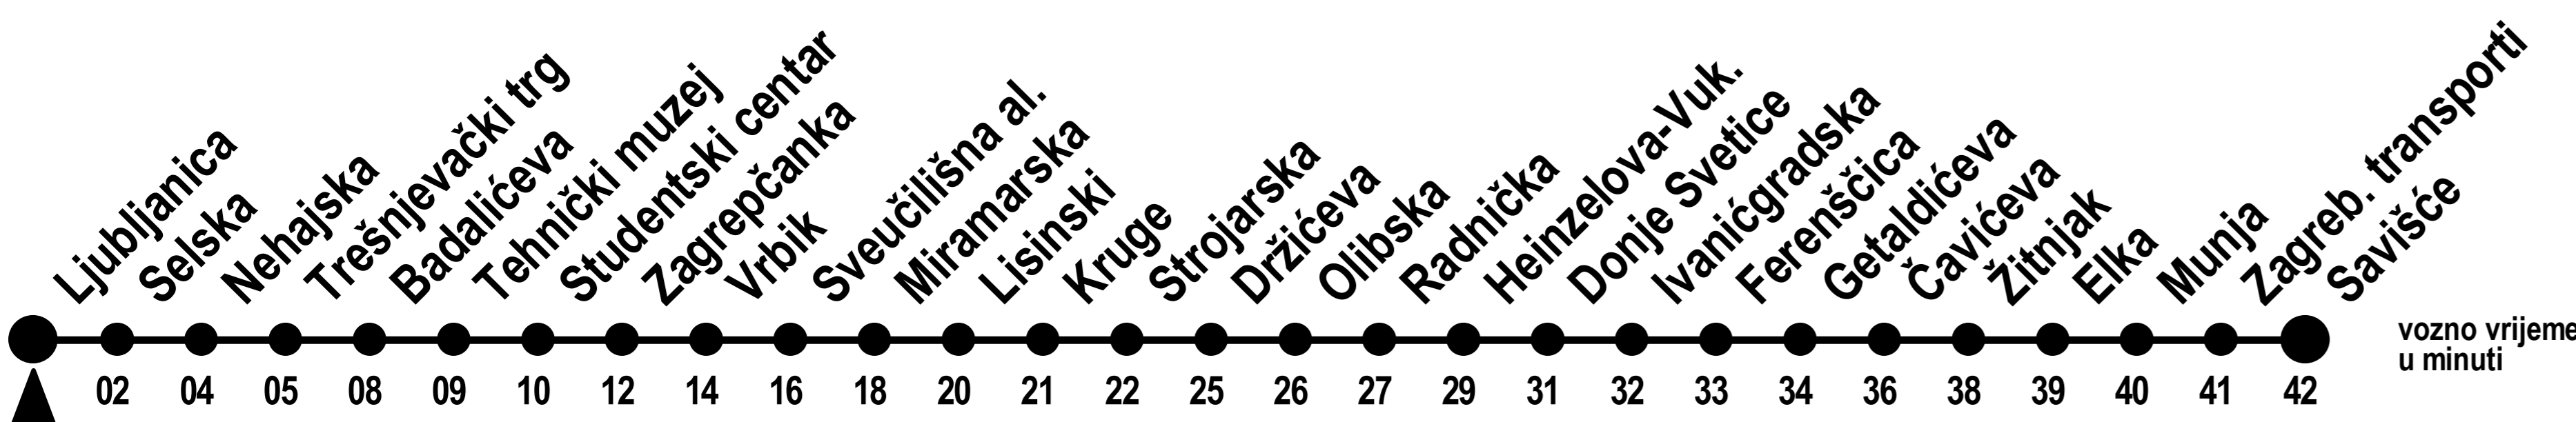 Ljubljanica
Selska
Nehajska
Trešnjevački trg
Badalićeva
Tehnički muzej
Studentski centar
Zagrepčanka
Vrbik
Sveučilišna al.
Miramarska
Lisinski
Kruge
Strojarska
Držićeva
Olibska
Radnička
Heinzelova-Vuk.
Donje Svetice
Ivanićgradska
Ferenščica
Getaldićeva
Čavićeva
Žitnjak
Elka
Munja
Zagreb. transporti
Savišće
vozno vrijeme
u minuti
02 04 05 08 09 10 12 14 16 18 20 21 22 25 26 27 29 31 32 33 34 36 38 39 40 41 42